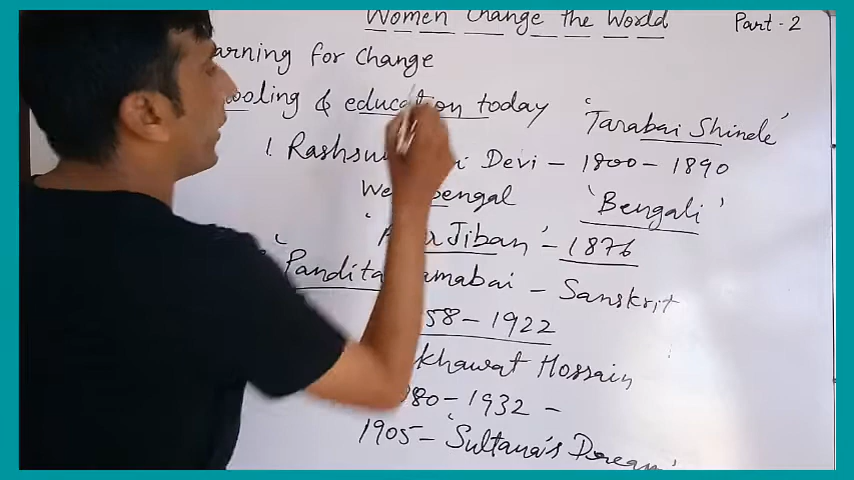 Women Change the World Part-2
arning for Change
ooling & education today 'Tarabai Shinde'
1. Rashsu i Devi - 1800 - 1890
We Bengal 'Bengali'
' Jiban' - 1876
'Pandita amabai - Sanskrit
58 - 1922
khawat Hossain
80 - 1932 -
1905 - 'Sultana's Dream'